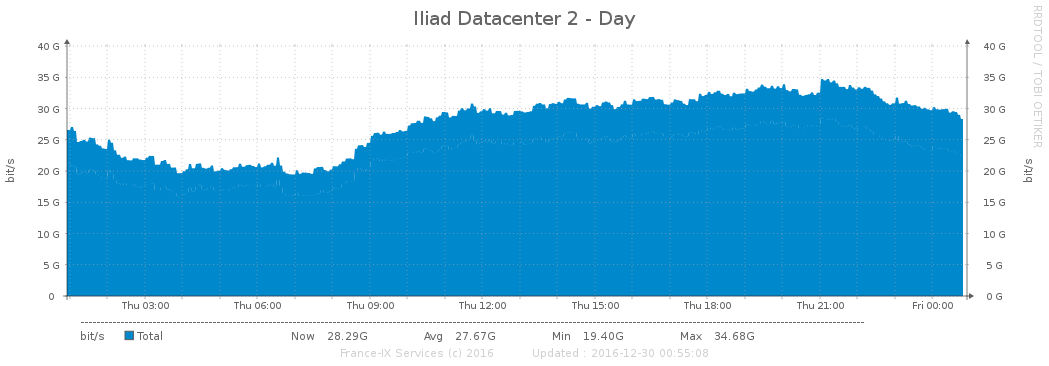 Iliad Datacenter 2 - Day
RRDTOOL / TOBI OETIKER
40 G 40 G
35 G 35 G
30 G 30 G
25 G 25 G
20 G 20 G
15 G 15 G
10 G 10 G
5 G 5 G
0 0 G
bit/s bit/s
Thu 03:00 Thu 06:00 Thu 09:00 Thu 12:00 Thu 15:00 Thu 18:00 Thu 21:00 Fri 00:00
bit/s Total Now 28.29G Avg 27.67G Min 19.40G Max 34.68G
France-IX Services (c) 2016 Updated : 2016-12-30 00:55:08